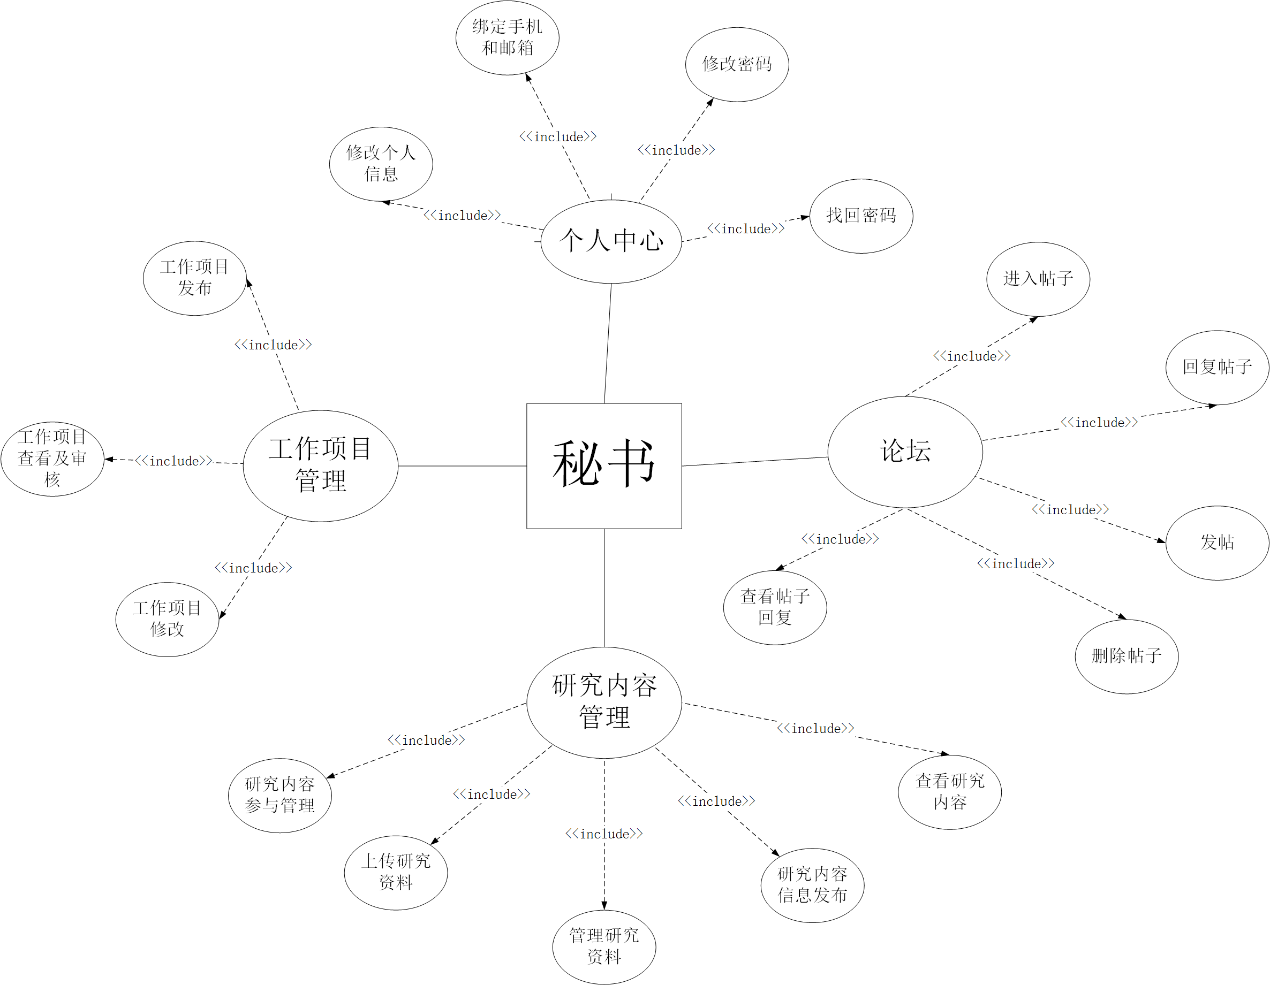 绑定手机
和邮箱
修改密码
<<include>>
<<include>>
修改个人
信息
<<include>>
<<include>>
找回密码
个人中心
工作项目
发布
<<include>>
进入帖子
<<include>>
回复帖子
<<include>>
工作项目
查看及审
核
<<include>>
工作项目
管理
秘书
论坛
<<include>>
发帖
<<include>>
<<include>>
<<include>>
工作项目
修改
查看帖子
回复
删除帖子
研究内容
管理
<<include>>
<<include>>
研究内容
参与管理
<<include>>
<<include>>
查看研究
内容
<<include>>
上传研究
资料
研究内容
信息发布
管理研究
资料